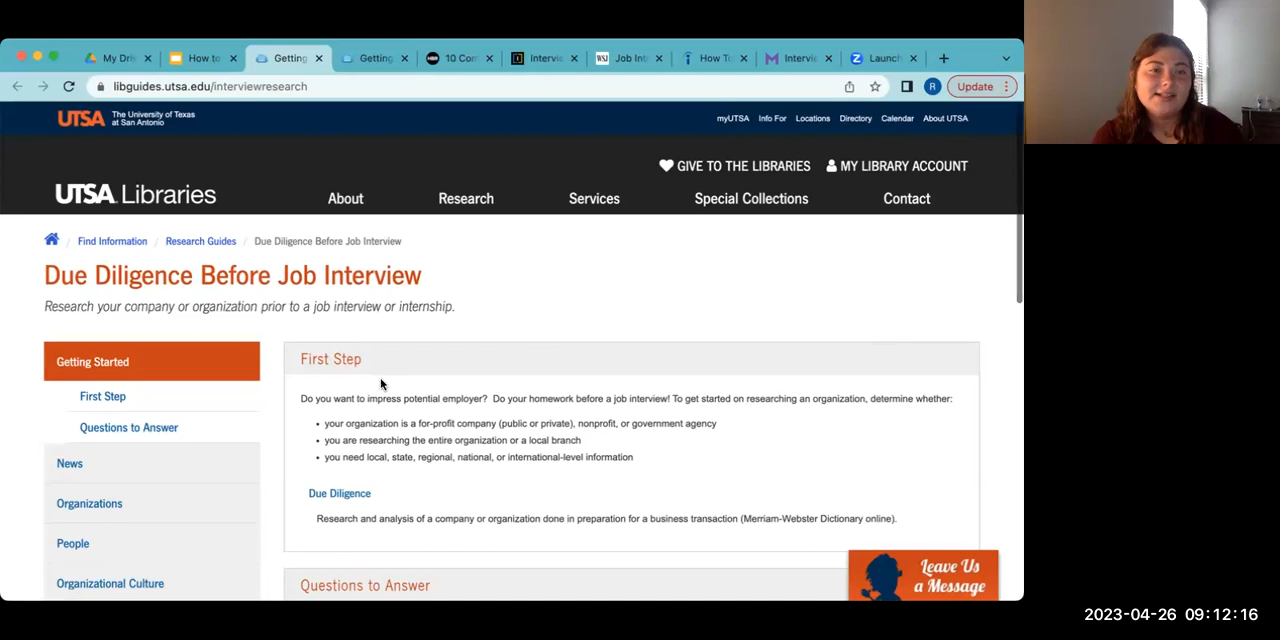 My Dri
How to
Getting
Getting
10 Con
Intervie
WSJ
Job Int
How To
Intervie
Launch
libguides.utsa.edu/interviewresearch
R
Update
UTSA The University of Texas
at San Antonio
myUTSA Info For Locations Directory Calendar About UTSA
GIVE TO THE LIBRARIES MY LIBRARY ACCOUNT
UTSA Libraries
About Research Services Special Collections Contact
/ Find Information / Research Guides / Due Diligence Before Job Interview
Due Diligence Before Job Interview
Research your company or organization prior to a job interview or internship.
Getting Started
First Step
Questions to Answer
News
Organizations
People
Organizational Culture
First Step
Do you want to impress potential employer? Do your homework before a job interview! To get started on researching an organization, determine whether:
• your organization is a for-profit company (public or private), nonprofit, or government agency
• you are researching the entire organization or a local branch
• you need local, state, regional, national, or international-level information
Due Diligence
Research and analysis of a company or organization done in preparation for a business transaction (Merriam-Webster Dictionary online).
Questions to Answer
Leave Us
a Message
2023-04-26 09:12:16